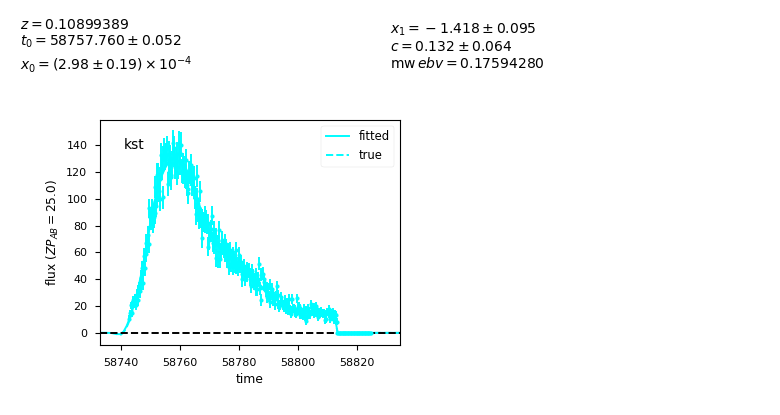 z = 0.10899389
t0 = 58757.760 ± 0.052
x0 = (2.98 ± 0.19) × 10^−4
x1 = −1.418 ± 0.095
c = 0.132 ± 0.064
mw ebv = 0.17594280
kst
fitted
true
flux (ZP_AB = 25.0)
140
120
100
80
60
40
20
0
58740 58760 58780 58800 58820
time